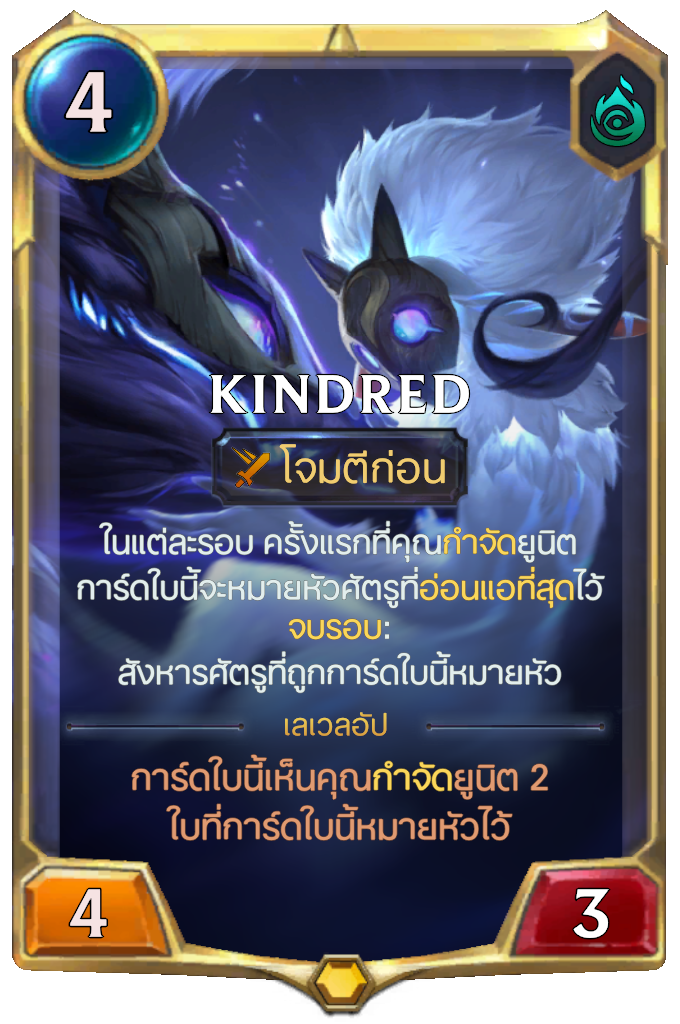 4
KINDRED
โจมตีก่อน
ในแต่ละรอบ ครั้งแรกที่คุณกำจัดยูนิต
การ์ดใบนี้จะหมายหัวศัตรูที่อ่อนแอที่สุดไว้
จบรอบ:
สังหารศัตรูที่ถูกการ์ดใบนี้หมายหัว
เลเวลอัป
การ์ดใบนี้เห็นคุณกำจัดยูนิต 2
ใบที่การ์ดใบนี้หมายหัวไว้
4
3